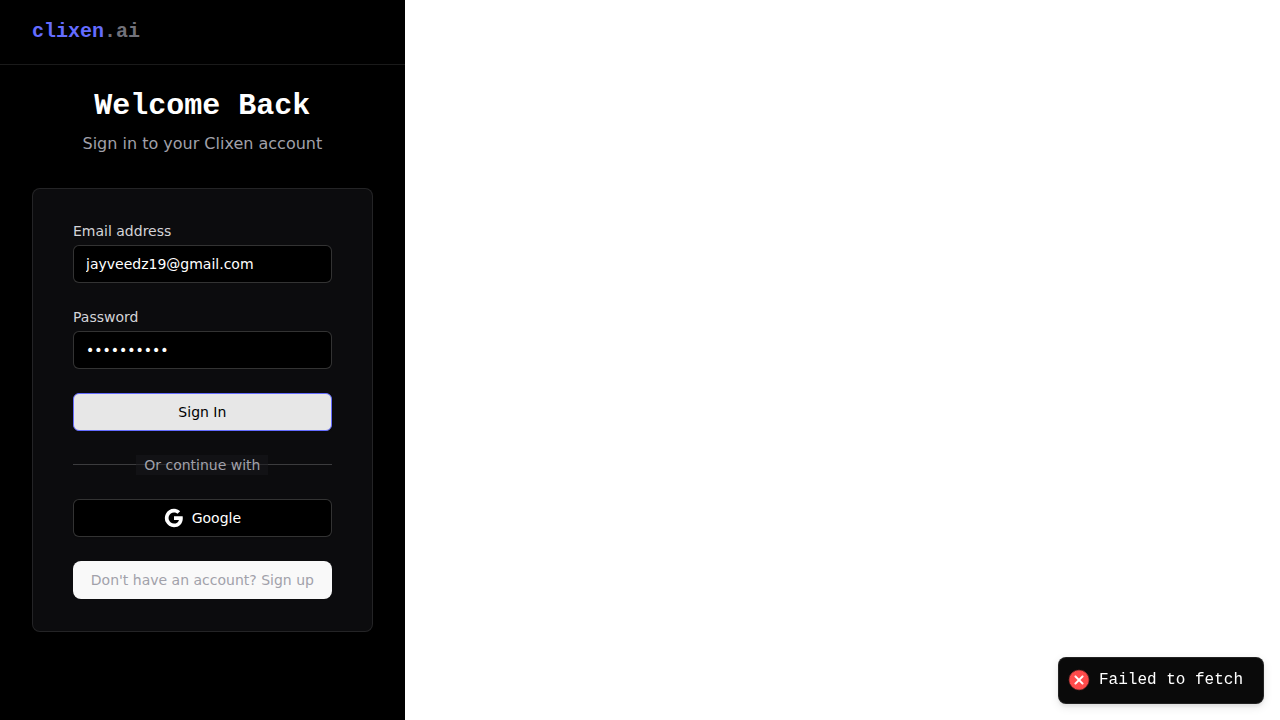 clixen.ai
Welcome Back
Sign in to your Clixen account
Email address
jayveedz19@gmail.com
Password
••••••••••
Sign In
Or continue with
Google
Don't have an account? Sign up
Failed to fetch